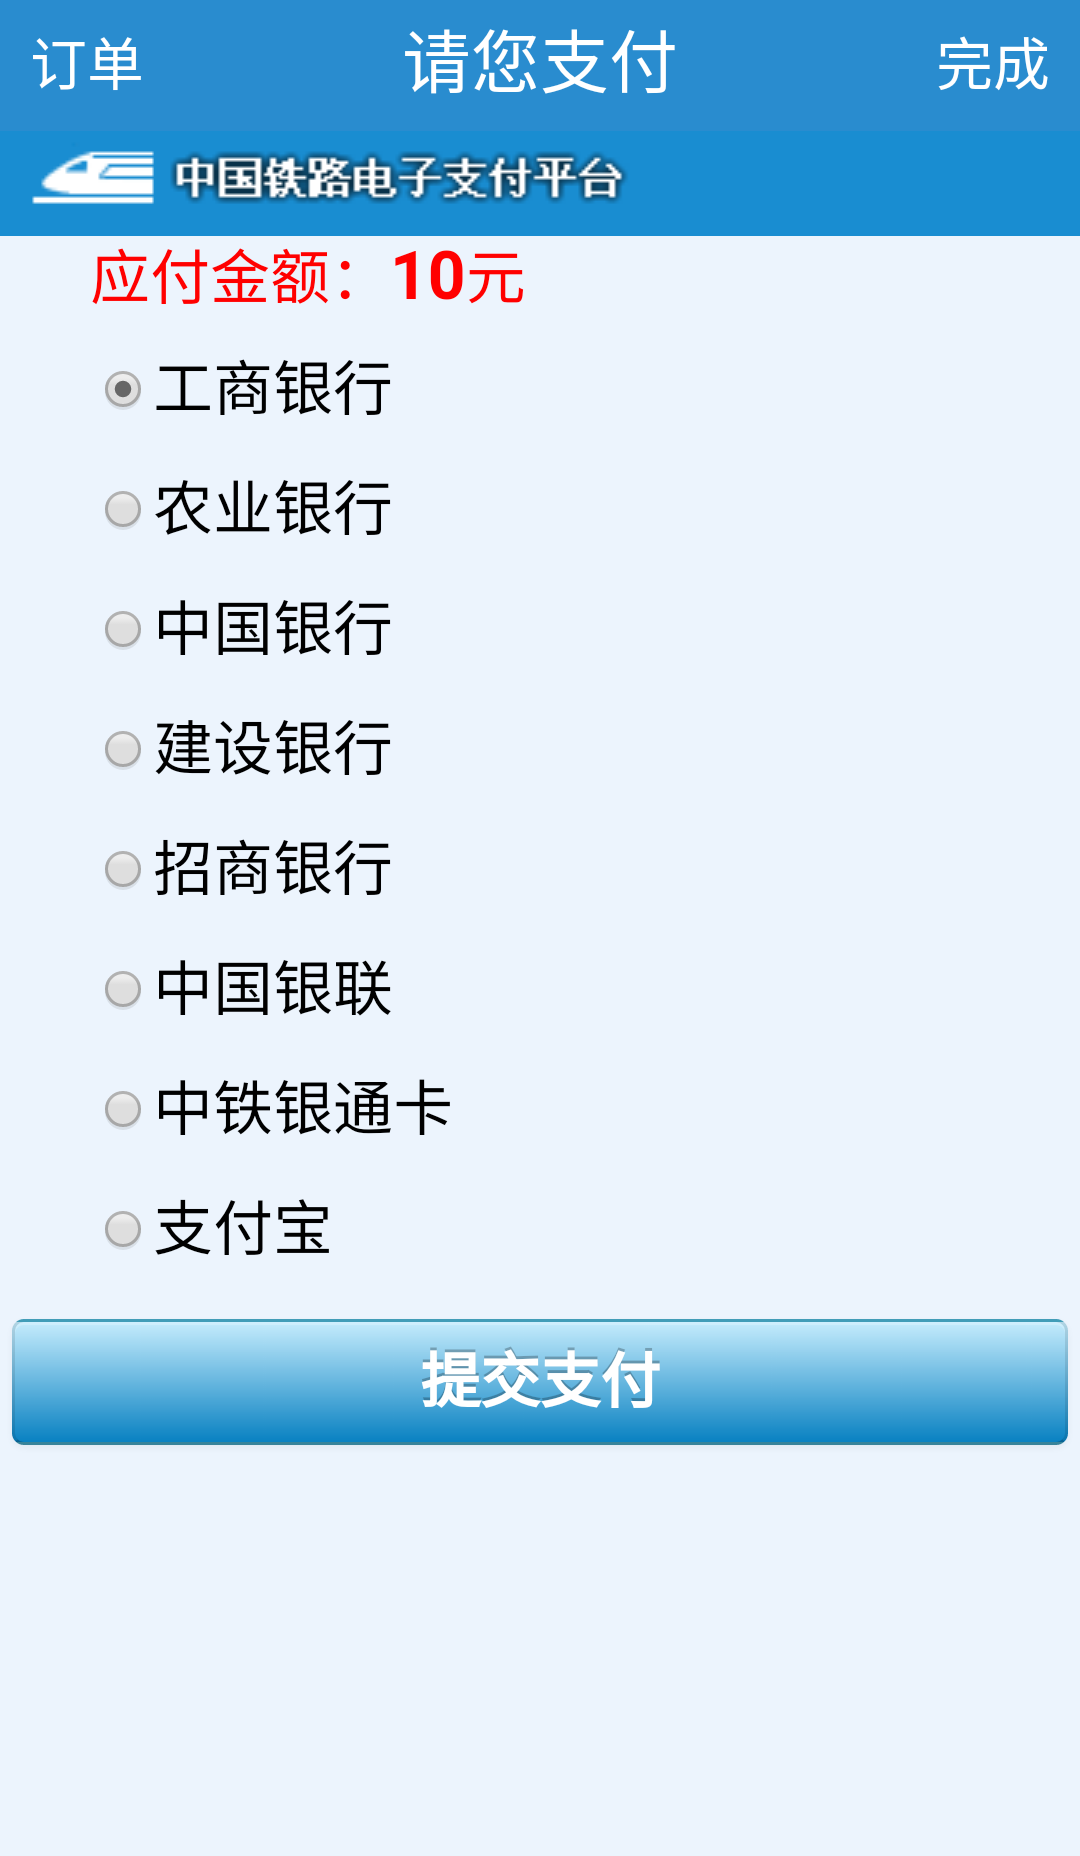 订单 请您支付 完成
中国铁路电子支付平台
应付金额：10元
工商银行
农业银行
中国银行
建设银行
招商银行
中国银联
中铁银通卡
支付宝
提交支付